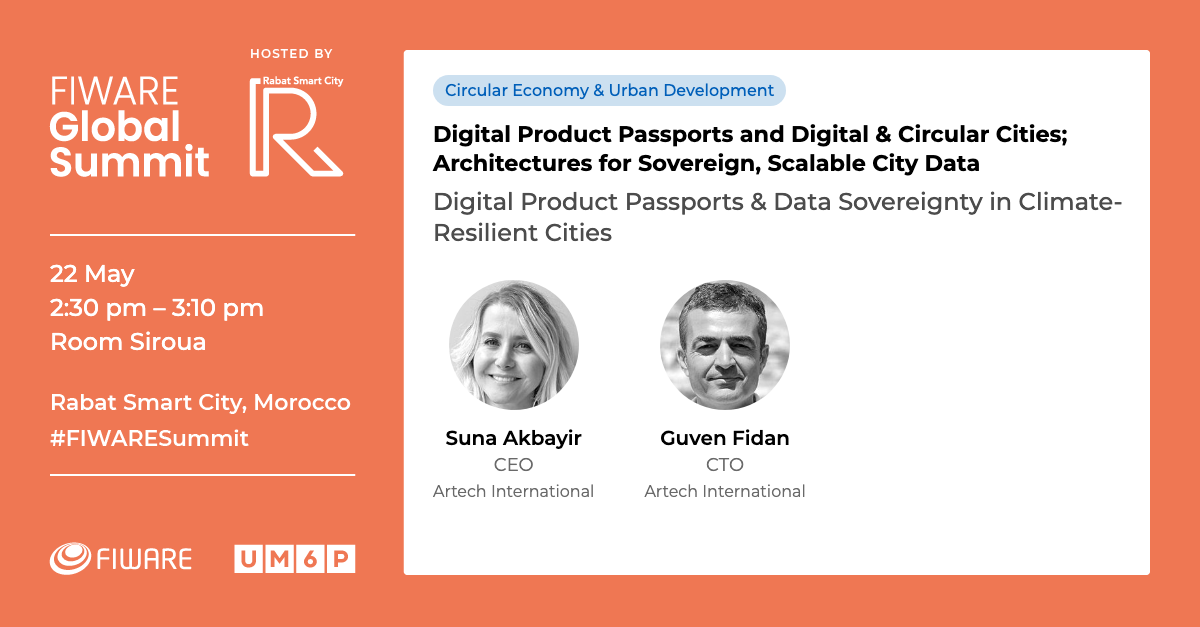 HOSTED BY
Rabat Smart City
R
FIWARE
Global
Summit
22 May
2:30 pm – 3:10 pm
Room Siroua
Rabat Smart City, Morocco
#FIWARESummit
FIWARE
UM6P
Circular Economy & Urban Development
Digital Product Passports and Digital & Circular Cities;
Architectures for Sovereign, Scalable City Data
Digital Product Passports & Data Sovereignty in Climate-
Resilient Cities
Suna Akbayir
CEO
Artech International
Guven Fidan
CTO
Artech International